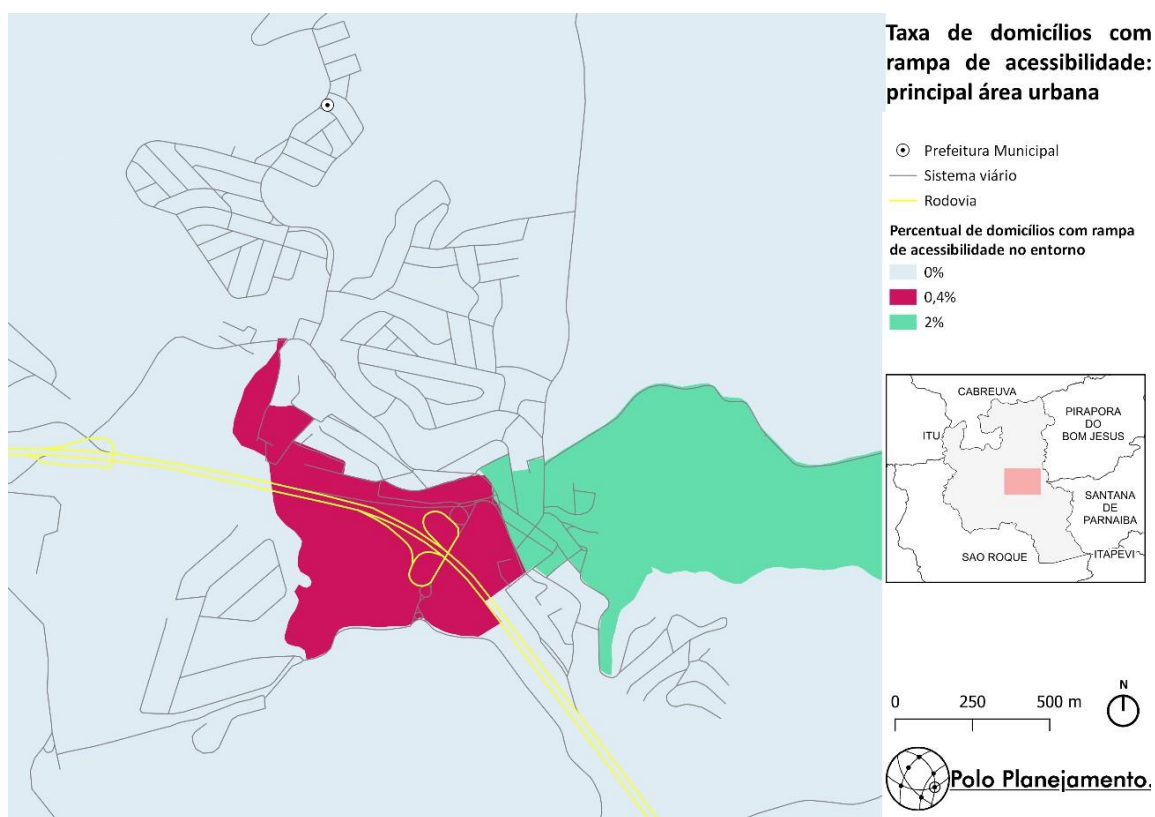 Taxa de domicílios com
rampa de acessibilidade:
principal área urbana
Prefeitura Municipal
Sistema viário
Rodovia
Percentual de domicílios com rampa
de acessibilidade no entorno
0%
0,4%
2%
CABREUVA
PIRAPORA
DO
BOM JESUS
ITU
SANTANA
DE
PARNAIBA
SAO ROQUE
ITAPEVI
0 250 500 m
N
Polo Planejamento.